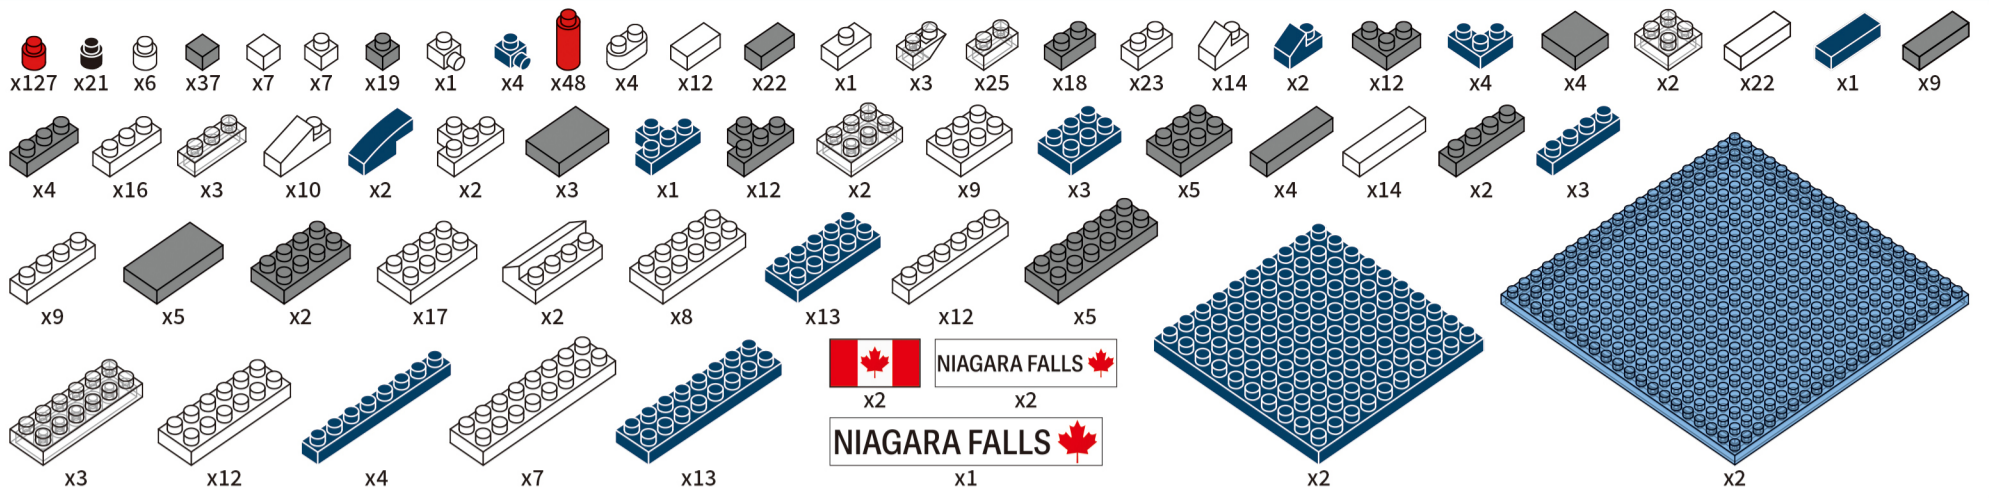 x127 x21 x6 x37 x7 x7 x19 x1 x4 x48 x4 x12 x22 x1 x3 x25 x18 x23 x14 x2 x12 x4 x4 x2 x22 x1 x9
x4 x16 x3 x10 x2 x2 x3 x1 x12 x2 x9 x3 x5 x4 x14 x2 x3
x9 x5 x2 x17 x2 x8 x13 x12 x5
NIAGARA FALLS
x2 x2
NIAGARA FALLS
x3 x12 x4 x7 x13 x1 x2 x2